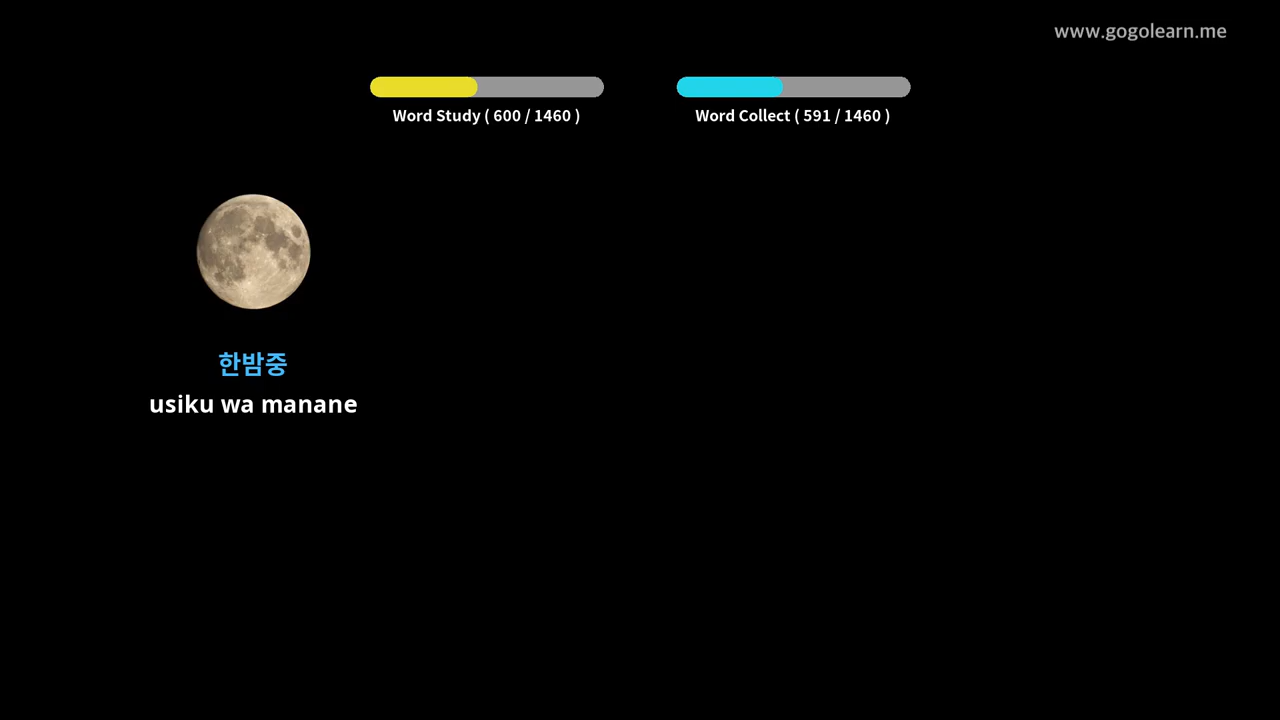 www.gogolearn.me
Word Study ( 600 / 1460 )
Word Collect ( 591 / 1460 )
한밤중
usiku wa manane